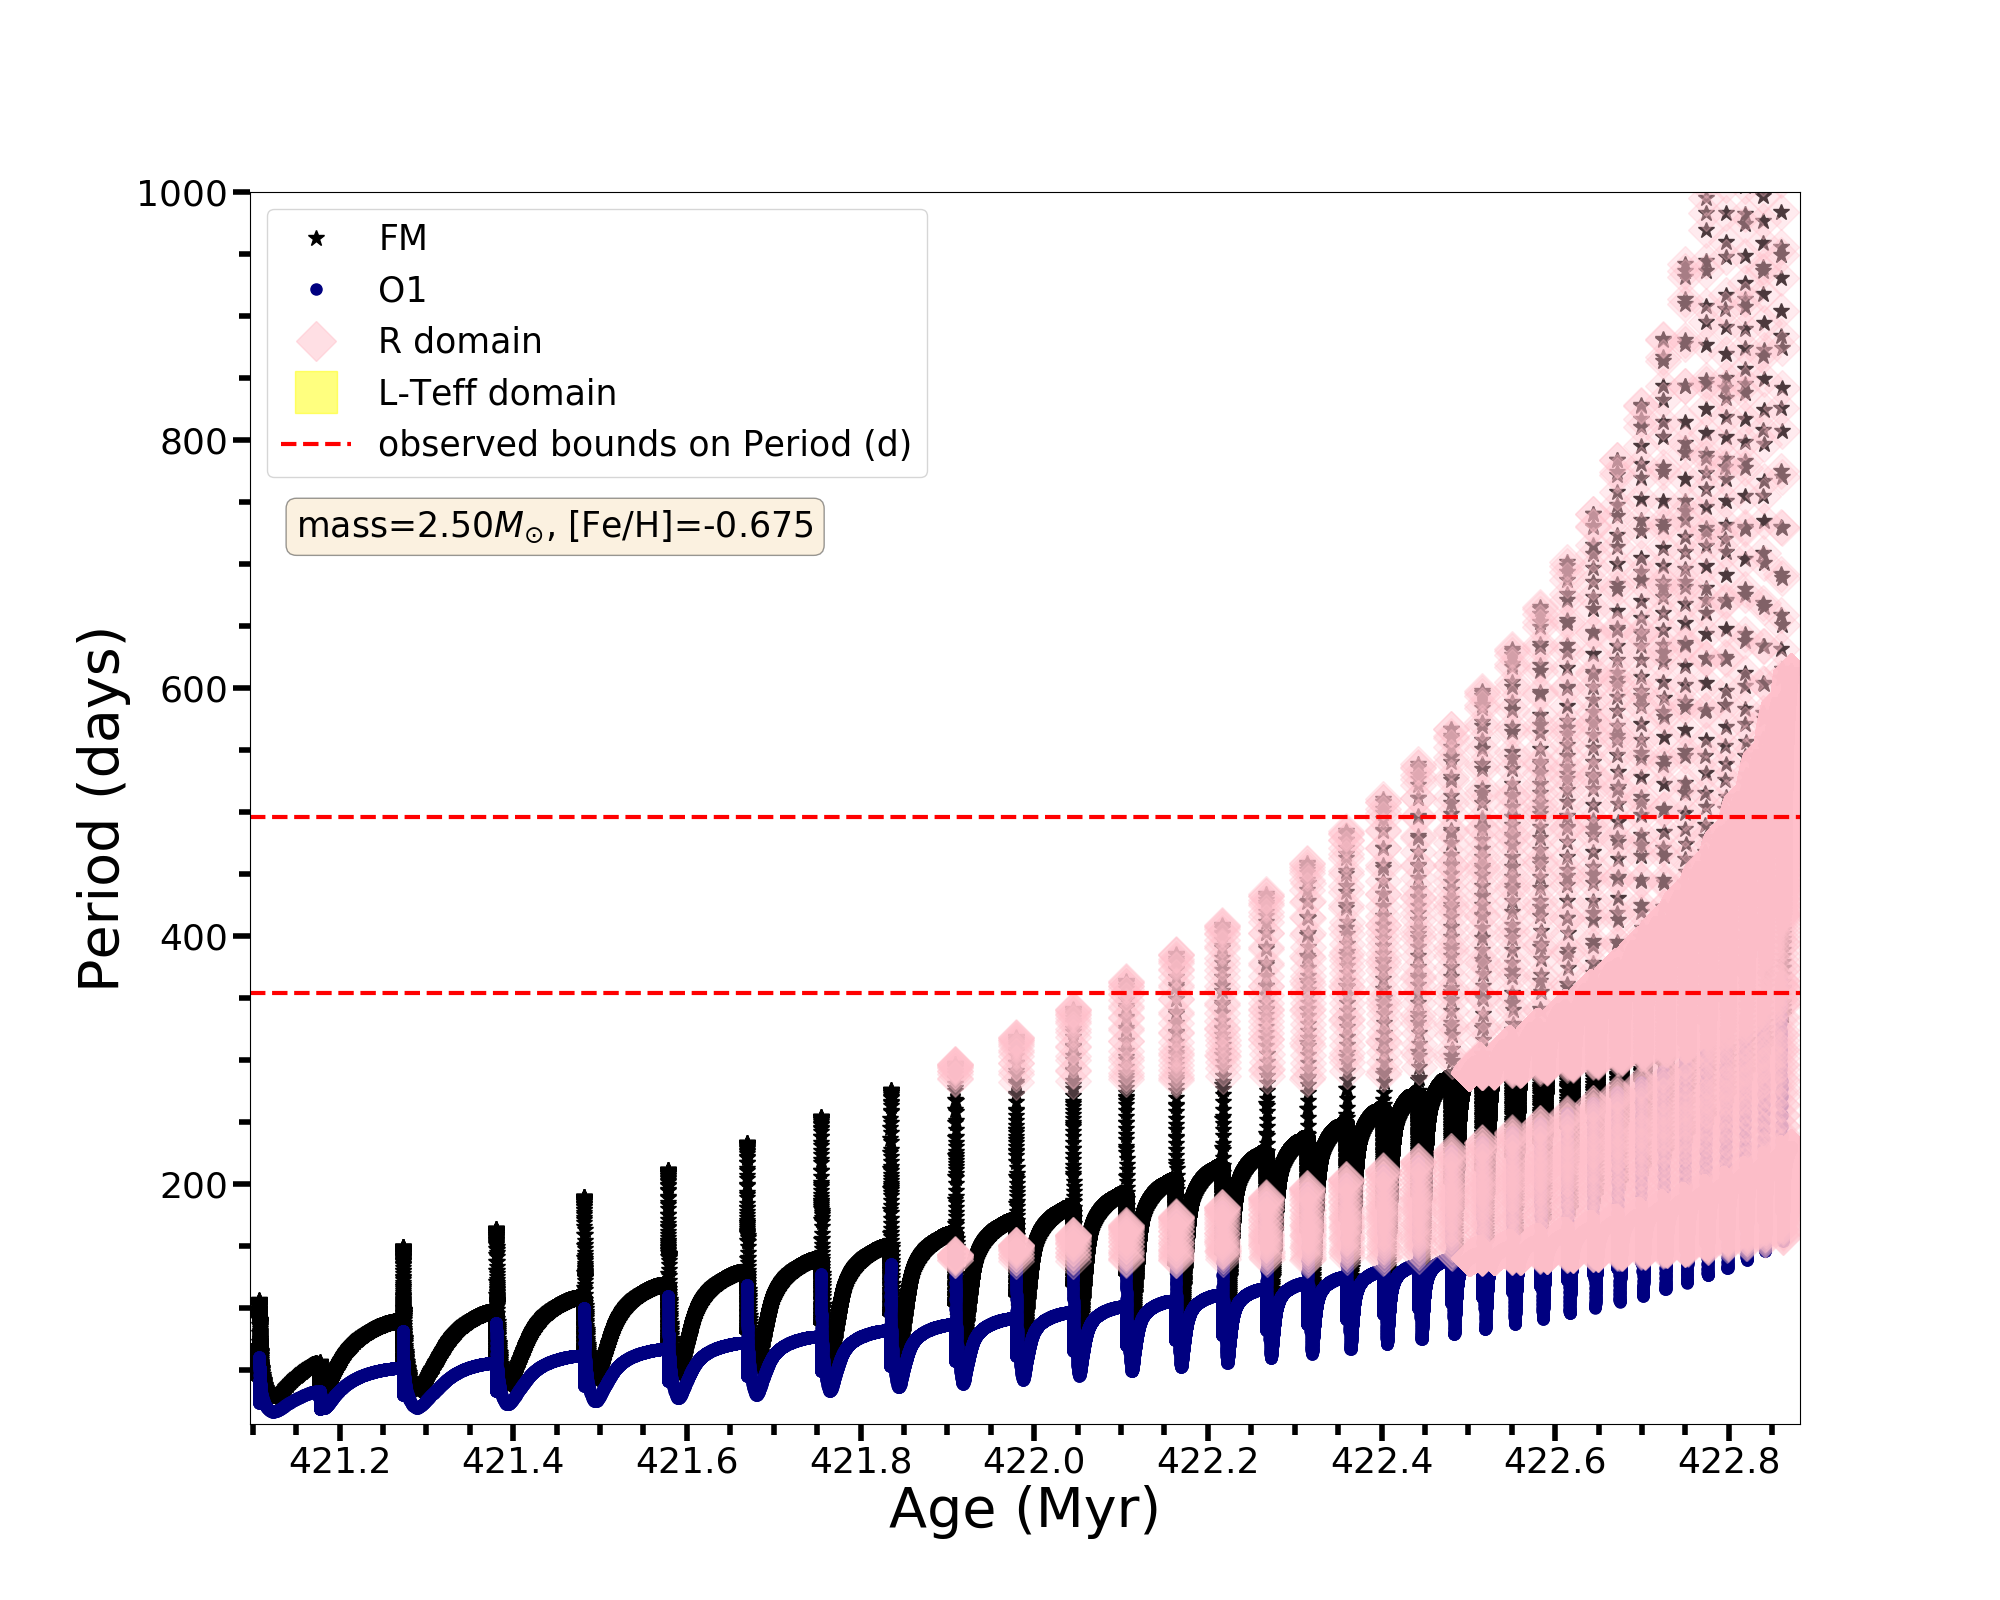 1000
800
600
400
200
Period (days)
FM
O1
R domain
L-Teff domain
observed bounds on Period (d)
mass=2.50M☉, [Fe/H]=-0.675
421.2 421.4 421.6 421.8 422.0 422.2 422.4 422.6 422.8
Age (Myr)